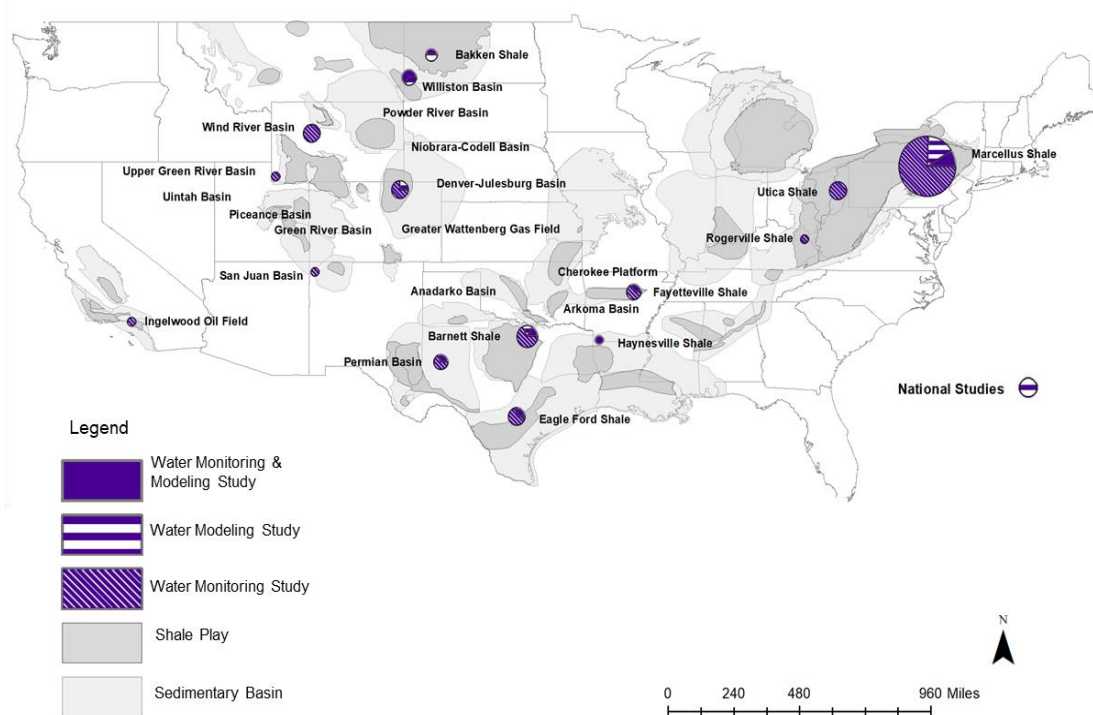 Bakken Shale
Williston Basin
Powder River Basin
Wind River Basin
Niobrara-Codell Basin
Marcellus Shale
Upper Green River Basin
Denver-Julesburg Basin
Utica Shale
Uintah Basin
Piceance Basin
Green River Basin
Greater Wattenberg Gas Field
Rogerville Shale
San Juan Basin
Cherokee Platform
Anadarko Basin
Fayetteville Shale
Arkoma Basin
Ingelwood Oil Field
Barnett Shale
Haynesville Shale
Permian Basin
National Studies
Eagle Ford Shale
Legend
Water Monitoring &
Modeling Study
Water Modeling Study
Water Monitoring Study
Shale Play
Sedimentary Basin
N
0 240 480 960 Miles